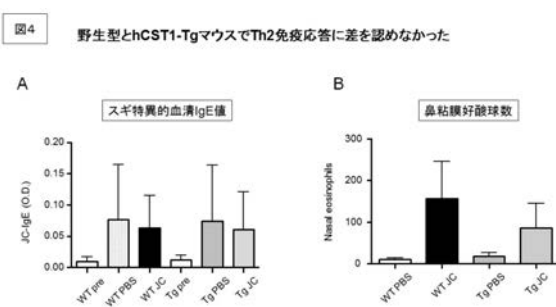 図4
野生型とhCST1-TgマウスでTh2免疫応答に差を認めなかった
A
スギ特異的血清IgE値
JC-IgE (O.D.)
0.20
0.15
0.10
0.05
0.00
WT pre
WT PBS
WT JC
Tg pre
Tg PBS
Tg JC
B
鼻粘膜好酸球数
Nasal eosinophils
300
200
100
0
WT PBS
WT JC
Tg PBS
Tg JC